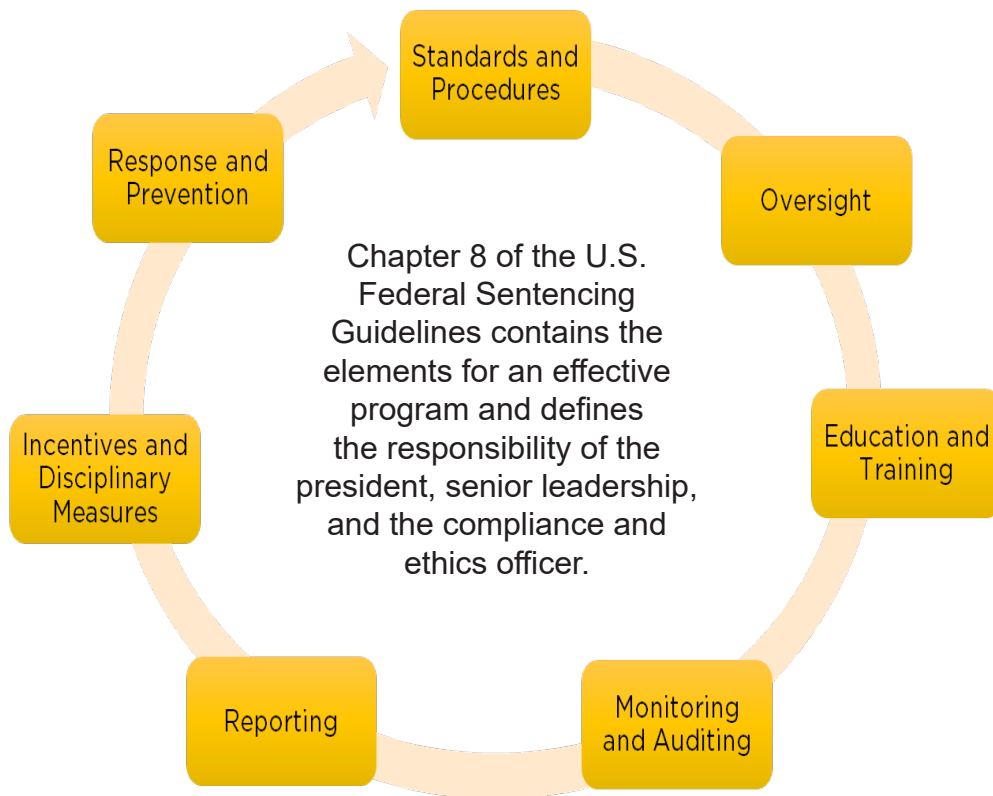 Standards and
Procedures
Oversight
Education and
Training
Monitoring
and Auditing
Reporting
Incentives and
Disciplinary
Measures
Response and
Prevention
Chapter 8 of the U.S.
Federal Sentencing
Guidelines contains the
elements for an effective
program and defines
the responsibility of the
president, senior leadership,
and the compliance and
ethics officer.